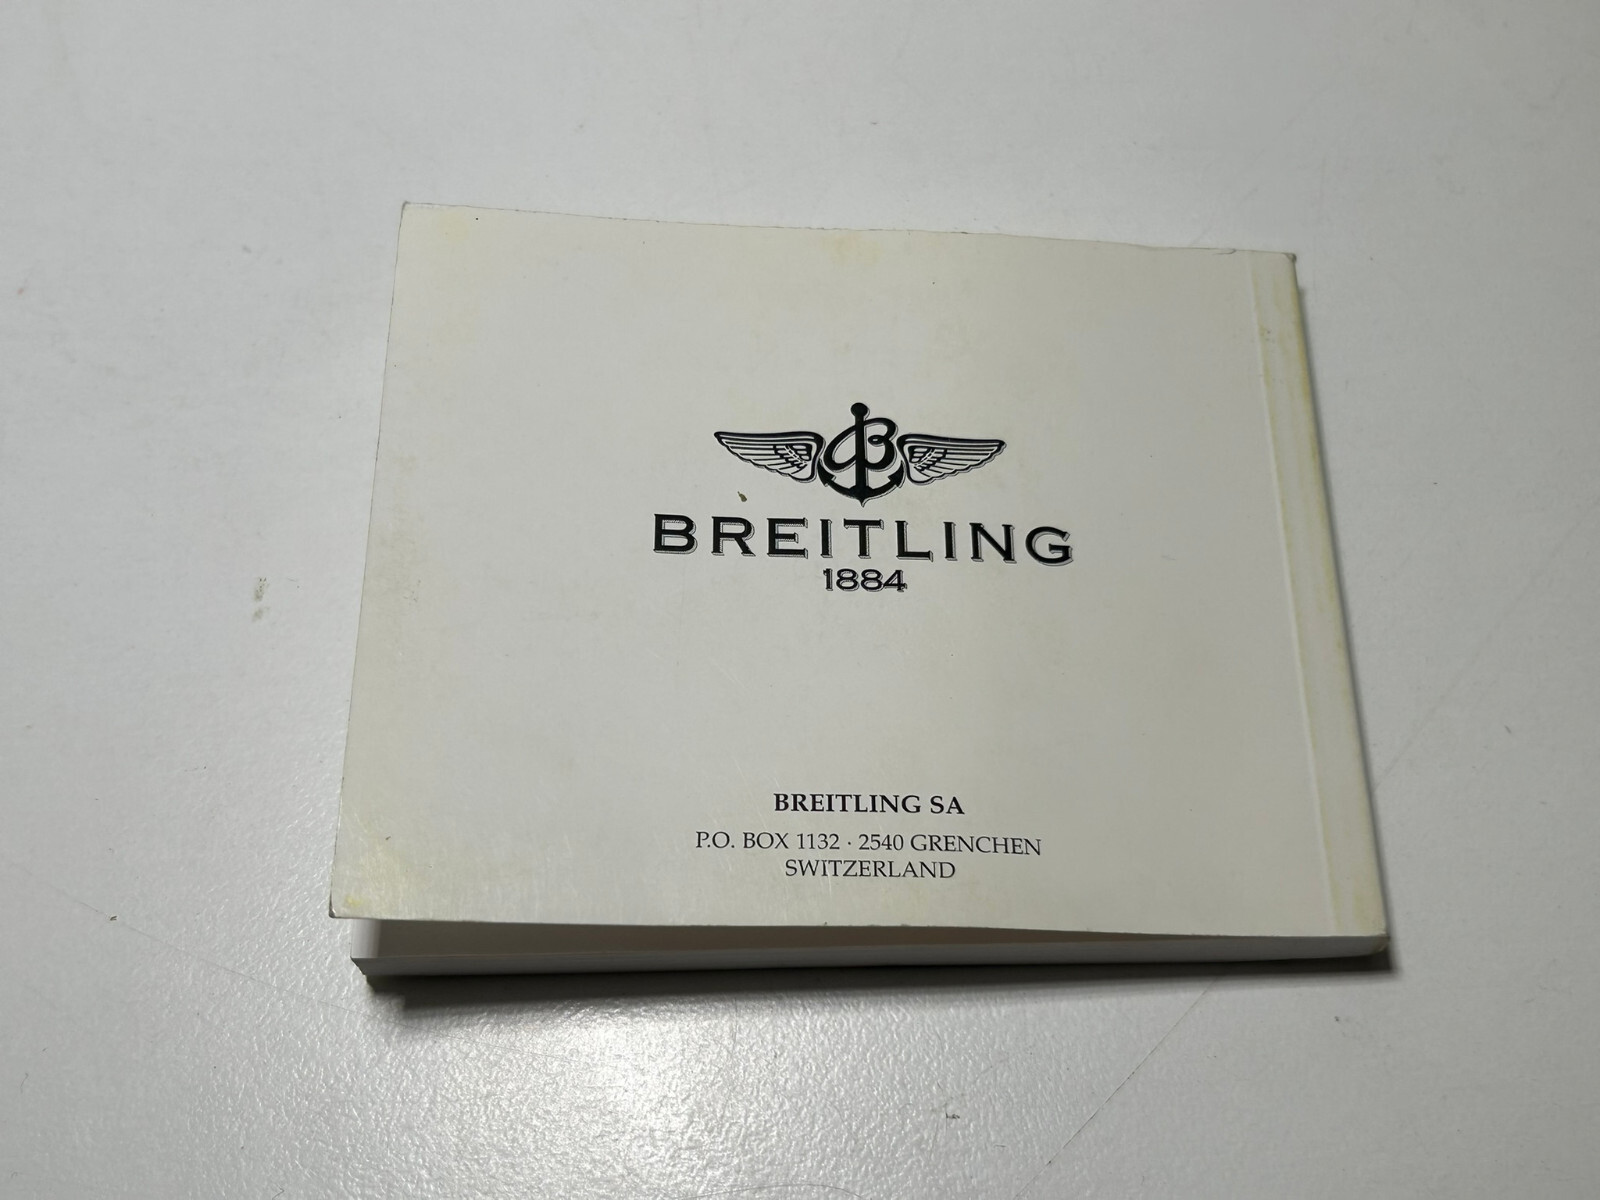 BREITLING
1884
BREITLING SA
P.O. BOX 1132 · 2540 GRENCHEN
SWITZERLAND